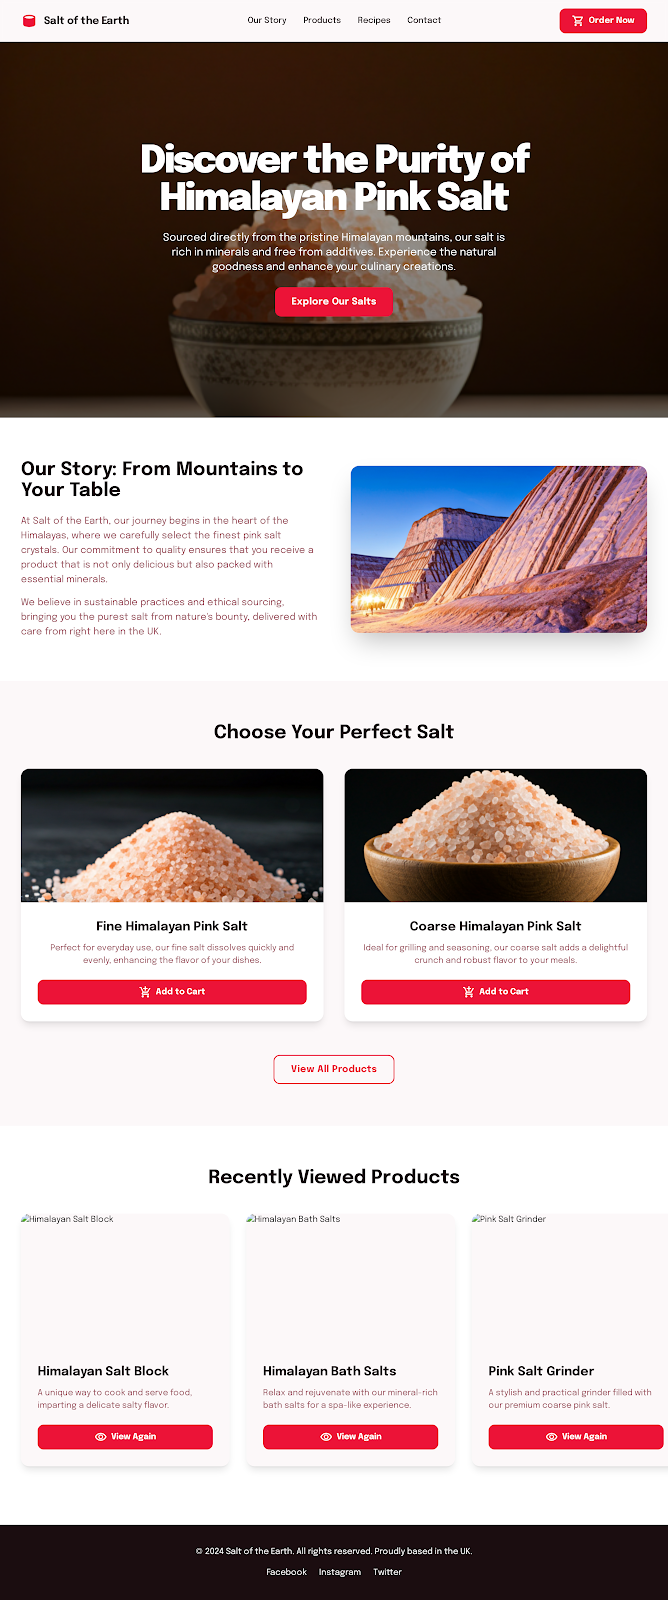 Salt of the Earth
Our Story
Products
Recipes
Contact
Order Now
Discover the Purity of
Himalayan Pink Salt
Sourced directly from the pristine Himalayan mountains, our salt is
rich in minerals and free from additives. Experience the natural
goodness and enhance your culinary creations.
Explore Our Salts
Our Story: From Mountains to
Your Table
At Salt of the Earth, our journey begins in the heart of the
Himalayas, where we carefully select the finest pink salt
crystals. Our commitment to quality ensures that you receive a
product that is not only delicious but also packed with
essential minerals.
We believe in sustainable practices and ethical sourcing,
bringing you the purest salt from nature's bounty, delivered with
care from right here in the UK.
Choose Your Perfect Salt
Fine Himalayan Pink Salt
Perfect for everyday use, our fine salt dissolves quickly and
evenly, enhancing the flavor of your dishes.
Add to Cart
Coarse Himalayan Pink Salt
Ideal for grilling and seasoning, our coarse salt adds a delightful
crunch and robust flavor to your meals.
Add to Cart
View All Products
Recently Viewed Products
Himalayan Salt Block
Himalayan Salt Block
A unique way to cook and serve food,
imparting a delicate salty flavor.
View Again
Himalayan Bath Salts
Himalayan Bath Salts
Relax and rejuvenate with our mineral-rich
bath salts for a spa-like experience.
View Again
Pink Salt Grinder
Pink Salt Grinder
A stylish and practical grinder filled with
our premium coarse pink salt.
View Again
© 2024 Salt of the Earth. All rights reserved. Proudly based in the UK.
Facebook
Instagram
Twitter